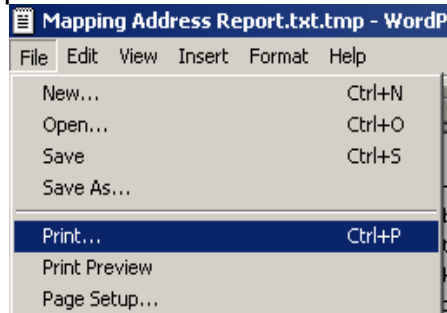 Mapping Address Report.txt.tmp - WordP
File Edit View Insert Format Help
New... Ctrl+N
Open... Ctrl+O
Save Ctrl+S
Save As...
Print... Ctrl+P
Print Preview
Page Setup...